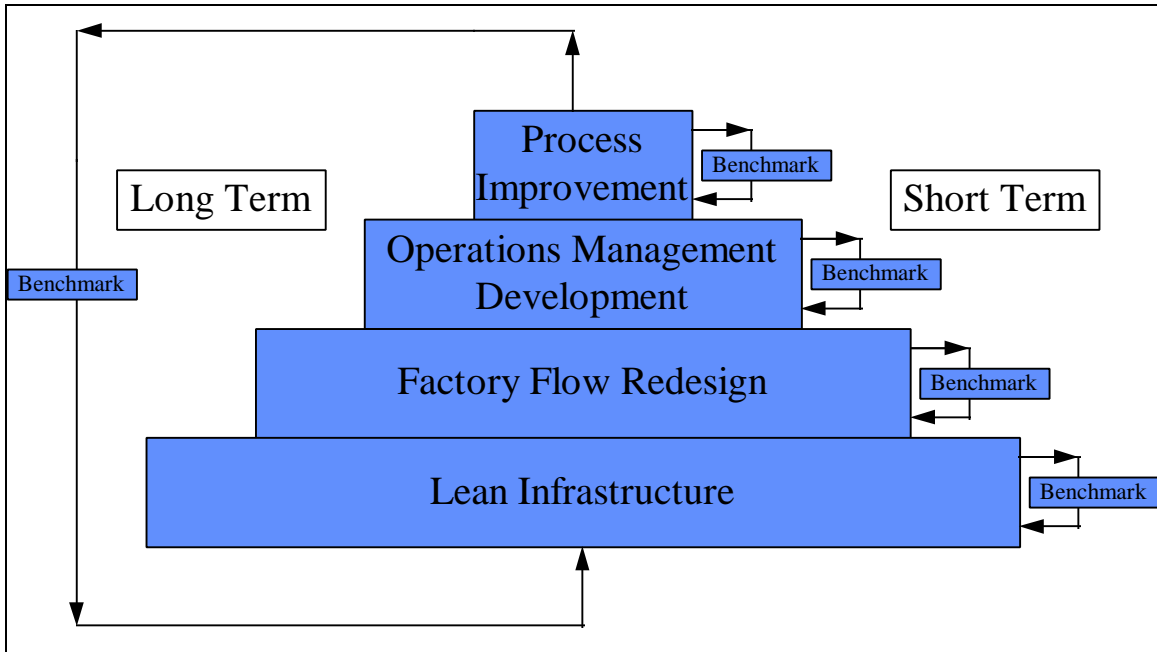 Process
Improvement
Benchmark
Long Term
Short Term
Operations Management
Development
Benchmark
Benchmark
Factory Flow Redesign
Benchmark
Lean Infrastructure
Benchmark